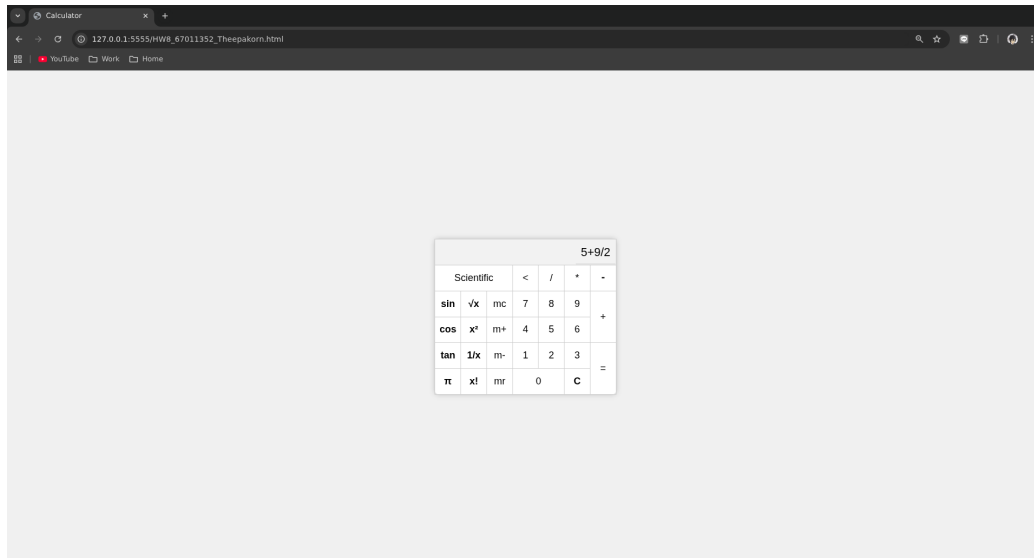 Calculator
127.0.0.1:5555/HW8_67011352_Theepakorn.html
YouTube Work Home
5+9/2
Scientific < / * -
sin √x mc 7 8 9 +
cos x² m+ 4 5 6
tan 1/x m- 1 2 3 =
π x! mr 0 C